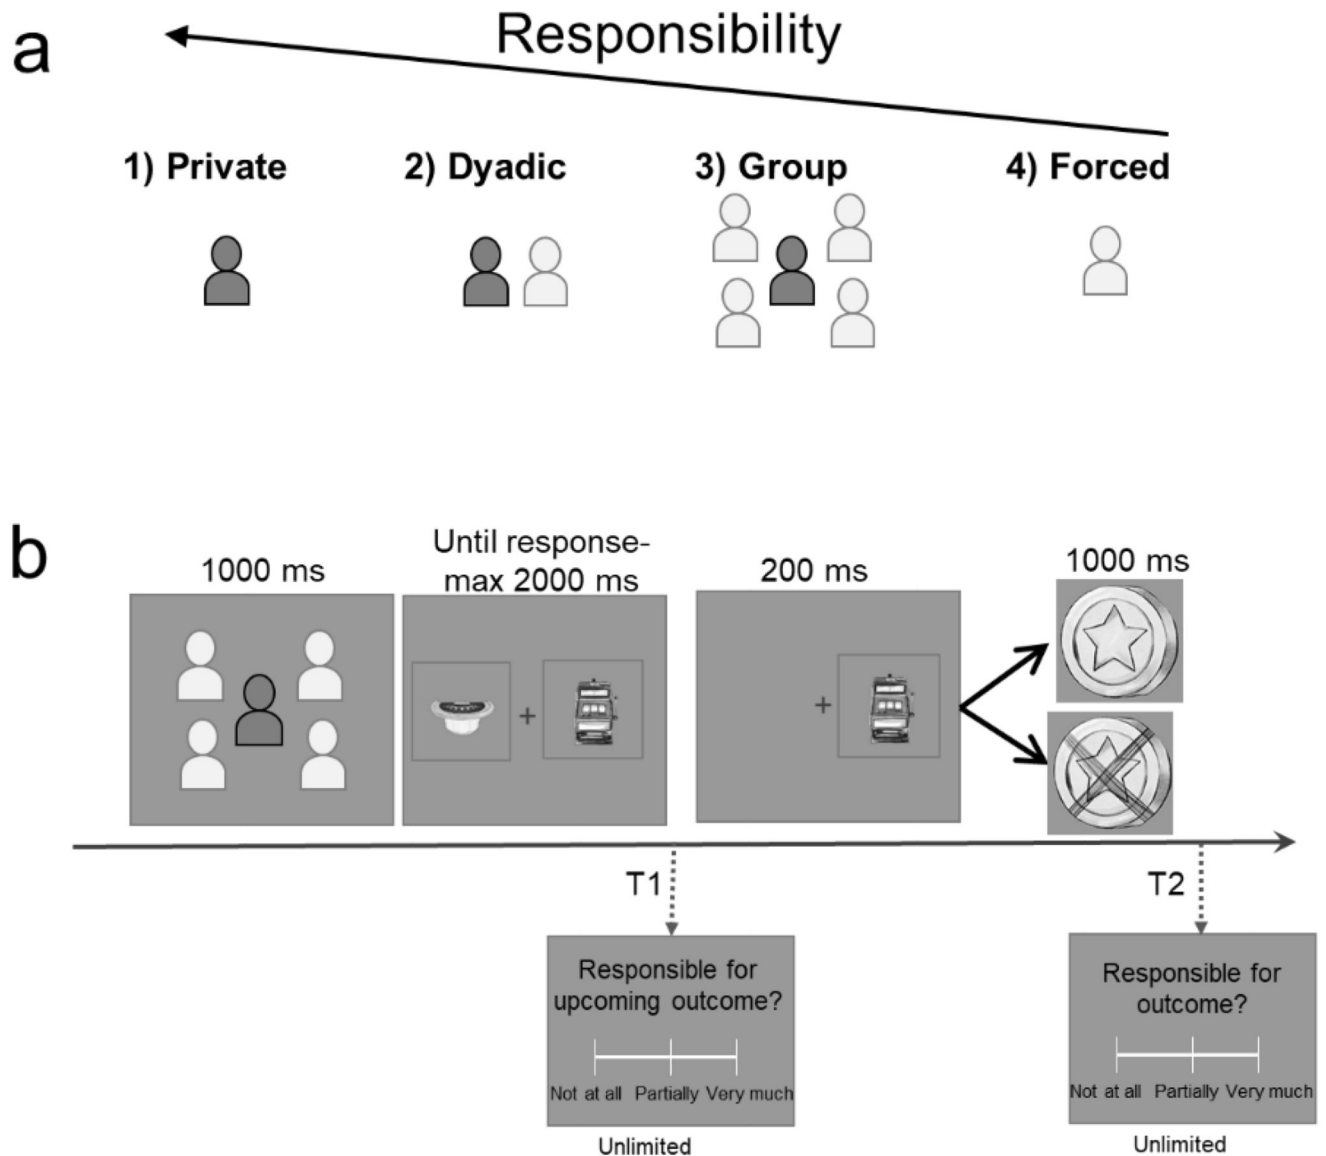 a
Responsibility
1) Private
2) Dyadic
3) Group
4) Forced
b
1000 ms
Until response-
max 2000 ms
200 ms
1000 ms
+
+
T1
T2
Responsible for
upcoming outcome?
Not at all Partially Very much
Unlimited
Responsible for
outcome?
Not at all Partially Very much
Unlimited